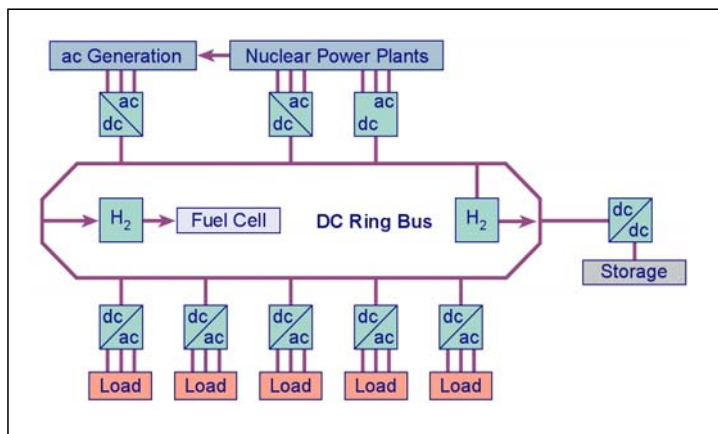 ac Generation
Nuclear Power Plants
ac
dc
ac
dc
ac
dc
H2
Fuel Cell
DC Ring Bus
H2
dc
dc
Storage
dc
ac
dc
ac
dc
ac
dc
ac
dc
ac
Load
Load
Load
Load
Load